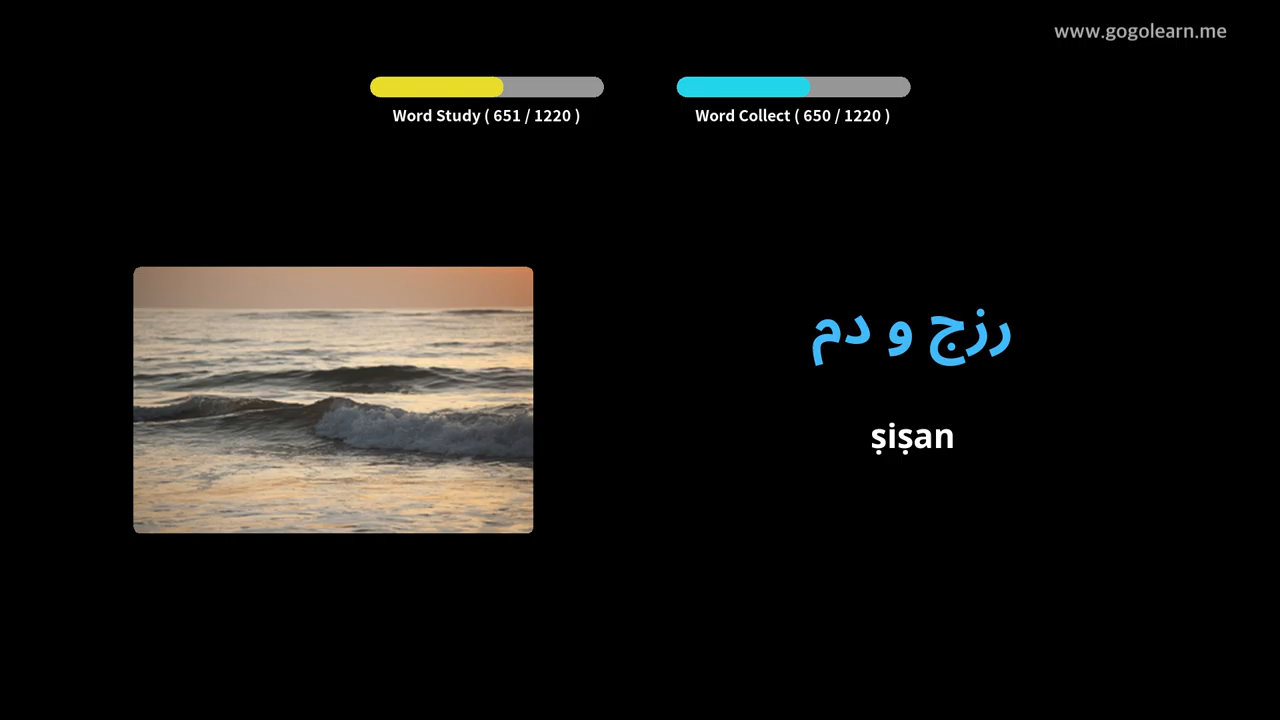 www.gogolearn.me
Word Study ( 651 / 1220 )
Word Collect ( 650 / 1220 )
رزج و دم
ṣiṣan